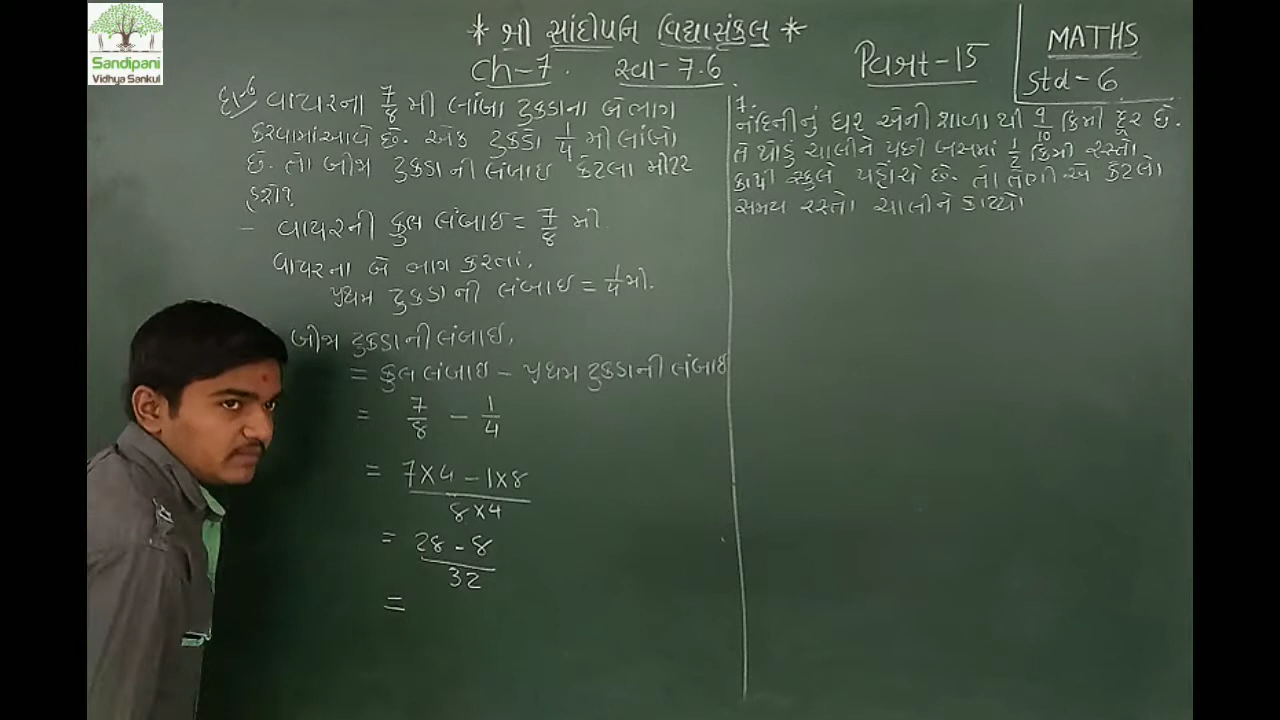 Sandipani
Vidhya Sankul
* શ્રી સાંદીપનિ વિદ્યાસંકુલ *
ch-7. સ્વા-7.6
Part-15
MATHS
Std-6
દા-6 વાયરના 7/8 મી લાંબા ટુકડાના બે ભાગ
કરવામાં આવે છે. એક ટુકડો 1/4 મી લાંબો
છે. તો બીજા ટુકડાની લંબાઇ કેટલા મીટર
હશે?
- વાયરની કુલ લંબાઇ = 7/8 મી.
વાયરના બે ભાગ કરતાં,
પ્રથમ ટુકડાની લંબાઇ = 1/4 મી.
બીજા ટુકડાની લંબાઇ,
= કુલ લંબાઇ - પ્રથમ ટુકડાની લંબાઇ
= 7/8 - 1/4
= 7×4 - 1×8
8×4
= 28 - 8
32
=
7.
નંદિનીનું ઘર એની શાળા થી 9/10 કિમી દૂર છે.
તે થોડું ચાલીને પછી બસમાં 1/2 કિમી રસ્તો
કાપી સ્કુલે પહોંચે છે. તો તેણી એ કેટલો
સમય રસ્તો ચાલીને કાપ્યો